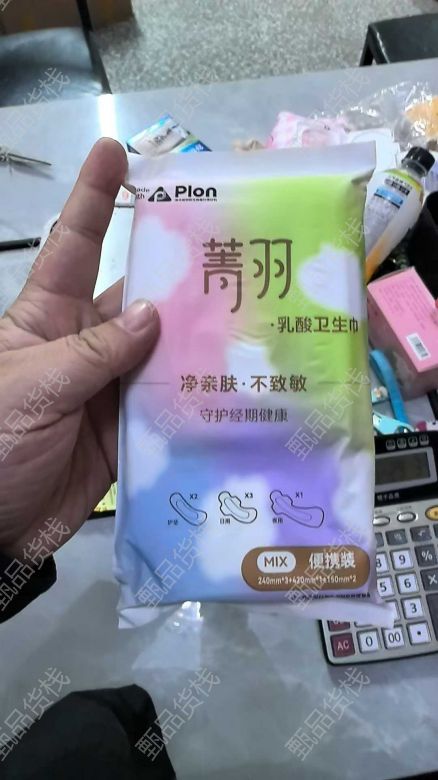 made
with
Plon
菁羽
·乳酸卫生巾
净亲肤·不致敏
守护经期健康
X2
X3
X1
护垫
日用
夜用
MIX 便携装
240mm*3+420mm*1+150mm*2
甄品货栈